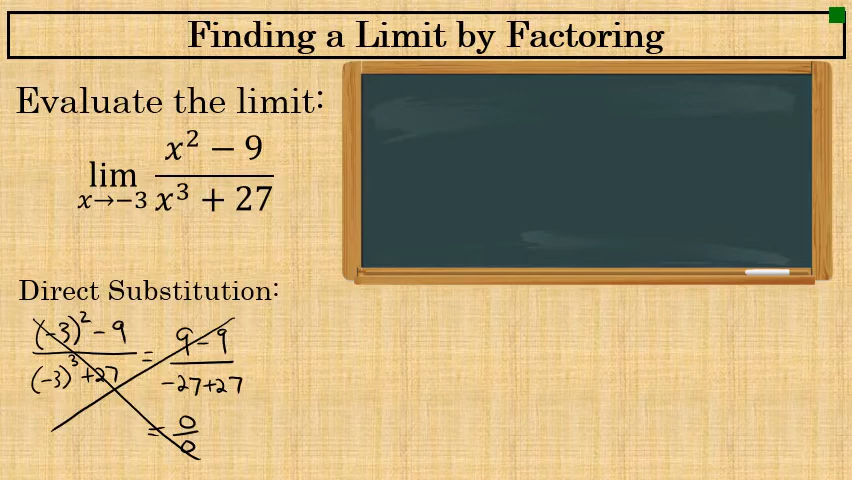 Finding a Limit by Factoring
Evaluate the limit:
lim x→−3 (x² − 9)/(x³ + 27)
Direct Substitution:
((-3)² - 9)/((-3)³ + 27) = (9 - 9)/(-27 + 27)
= 0/0